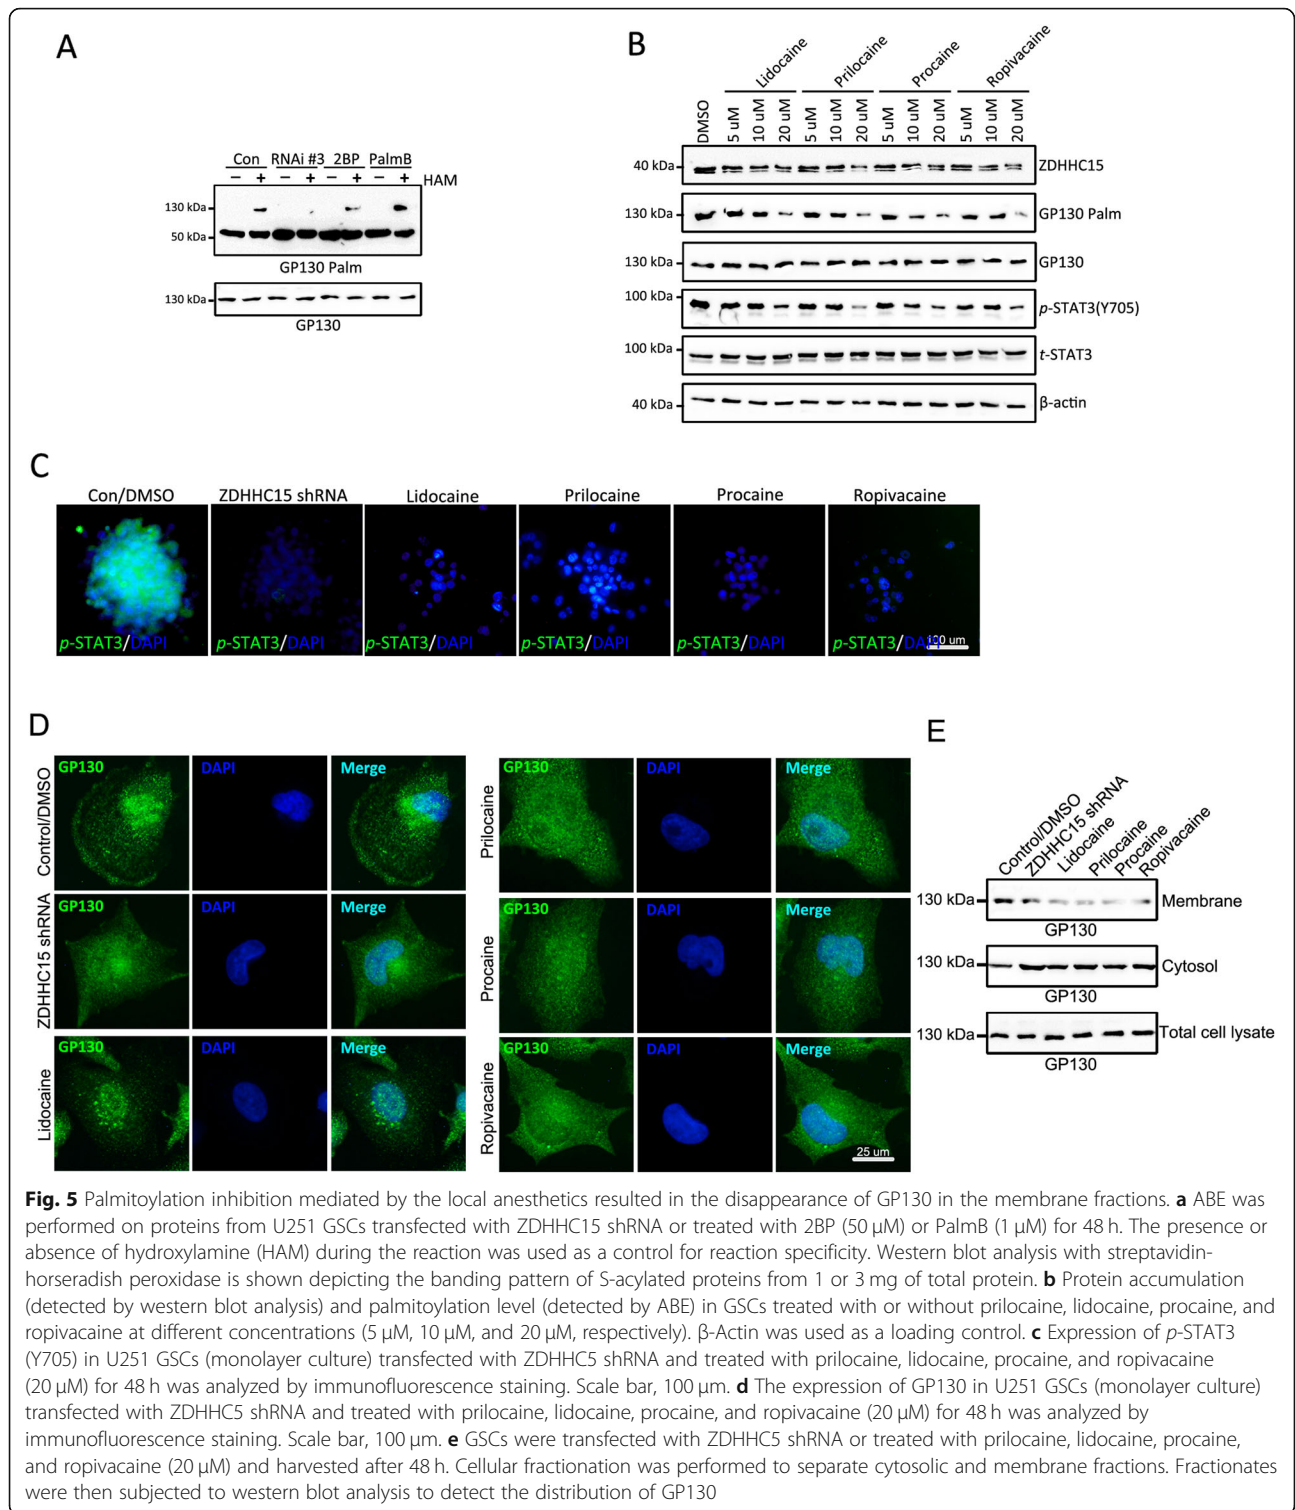 A
Con RNAi #3 2BP PalmB
− + − + − + − + HAM
130 kDa
50 kDa
GP130 Palm
130 kDa
GP130
B
Lidocaine Prilocaine Procaine Ropivacaine
DMSO 5 uM 10 uM 20 uM 5 uM 10 uM 20 uM 5 uM 10 uM 20 uM 5 uM 10 uM 20 uM
40 kDa ZDHHC15
130 kDa GP130 Palm
130 kDa GP130
100 kDa p-STAT3(Y705)
100 kDa t-STAT3
40 kDa β-actin
C
Con/DMSO ZDHHC15 shRNA Lidocaine Prilocaine Procaine Ropivacaine
p-STAT3/DAPI p-STAT3/DAPI p-STAT3/DAPI p-STAT3/DAPI p-STAT3/DAPI p-STAT3/DAPI 100 um
D
Control/DMSO GP130 DAPI Merge
ZDHHC15 shRNA GP130 DAPI Merge
Lidocaine GP130 DAPI Merge
Prilocaine GP130 DAPI Merge
Procaine GP130 DAPI Merge
Ropivacaine GP130 DAPI Merge
25 um
E
Control/DMSO ZDHHC15 shRNA Lidocaine Prilocaine Procaine Ropivacaine
130 kDa Membrane
GP130
130 kDa Cytosol
GP130
130 kDa Total cell lysate
GP130
Fig. 5 Palmitoylation inhibition mediated by the local anesthetics resulted in the disappearance of GP130 in the membrane fractions. a ABE was
performed on proteins from U251 GSCs transfected with ZDHHC15 shRNA or treated with 2BP (50 μM) or PalmB (1 μM) for 48 h. The presence or
absence of hydroxylamine (HAM) during the reaction was used as a control for reaction specificity. Western blot analysis with streptavidin-
horseradish peroxidase is shown depicting the banding pattern of S-acylated proteins from 1 or 3 mg of total protein. b Protein accumulation
(detected by western blot analysis) and palmitoylation level (detected by ABE) in GSCs treated with or without prilocaine, lidocaine, procaine, and
ropivacaine at different concentrations (5 μM, 10 μM, and 20 μM, respectively). β-Actin was used as a loading control. c Expression of p-STAT3
(Y705) in U251 GSCs (monolayer culture) transfected with ZDHHC5 shRNA and treated with prilocaine, lidocaine, procaine, and ropivacaine
(20 μM) for 48 h was analyzed by immunofluorescence staining. Scale bar, 100 μm. d The expression of GP130 in U251 GSCs (monolayer culture)
transfected with ZDHHC5 shRNA and treated with prilocaine, lidocaine, procaine, and ropivacaine (20 μM) for 48 h was analyzed by
immunofluorescence staining. Scale bar, 100 μm. e GSCs were transfected with ZDHHC5 shRNA or treated with prilocaine, lidocaine, procaine,
and ropivacaine (20 μM) and harvested after 48 h. Cellular fractionation was performed to separate cytosolic and membrane fractions. Fractionates
were then subjected to western blot analysis to detect the distribution of GP130